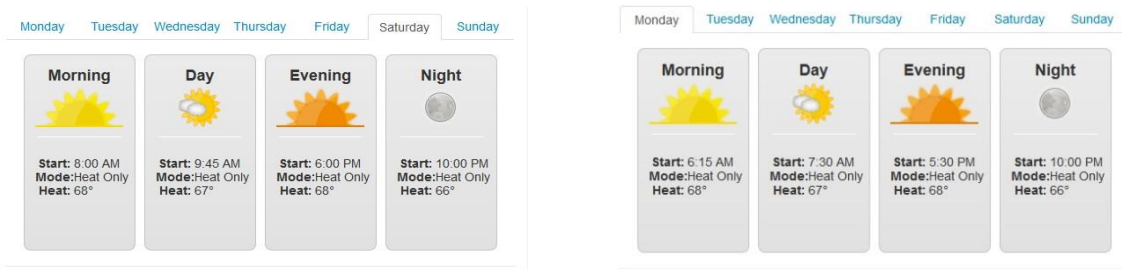 Monday Tuesday Wednesday Thursday Friday Saturday Sunday
Morning Day Evening Night
Start: 8:00 AM Start: 9:45 AM Start: 6:00 PM Start: 10:00 PM
Mode:Heat Only Mode:Heat Only Mode:Heat Only Mode:Heat Only
Heat: 68° Heat: 67° Heat: 68° Heat: 66°
Monday Tuesday Wednesday Thursday Friday Saturday Sunday
Morning Day Evening Night
Start: 6:15 AM Start: 7:30 AM Start: 5:30 PM Start: 10:00 PM
Mode:Heat Only Mode:Heat Only Mode:Heat Only Mode:Heat Only
Heat: 68° Heat: 67° Heat: 68° Heat: 66°